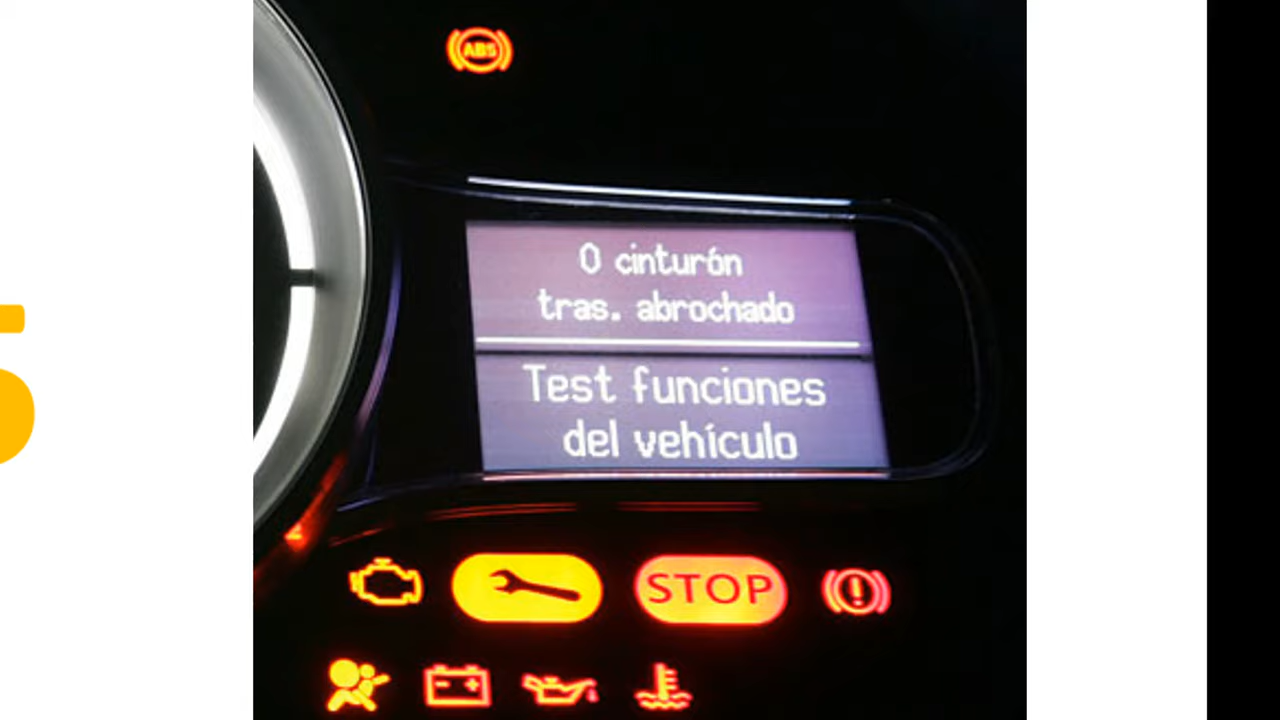 ABS
0 cinturón
tras. abrochado
Test funciones
del vehículo
STOP